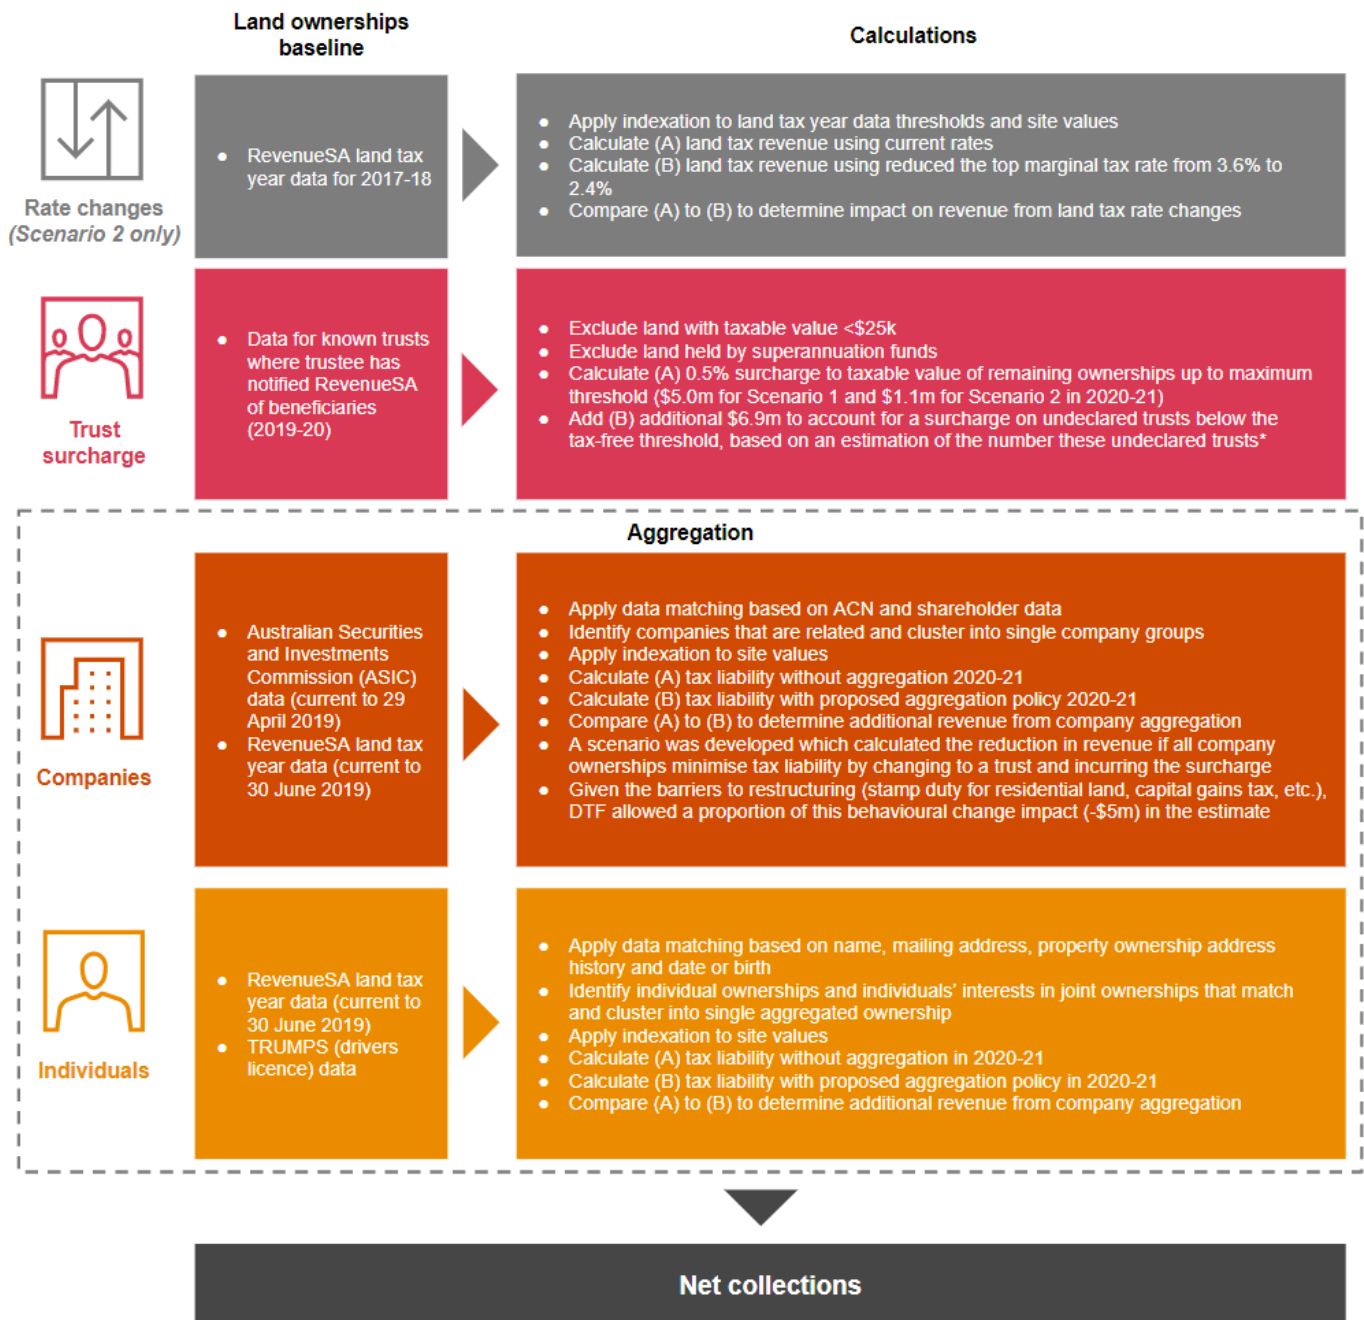 Land ownerships
baseline
Calculations
Rate changes
(Scenario 2 only)
● RevenueSA land tax
year data for 2017-18
● Apply indexation to land tax year data thresholds and site values
● Calculate (A) land tax revenue using current rates
● Calculate (B) land tax revenue using reduced the top marginal tax rate from 3.6% to
2.4%
● Compare (A) to (B) to determine impact on revenue from land tax rate changes
Trust
surcharge
● Data for known trusts
where trustee has
notified RevenueSA
of beneficiaries
(2019-20)
● Exclude land with taxable value <$25k
● Exclude land held by superannuation funds
● Calculate (A) 0.5% surcharge to taxable value of remaining ownerships up to maximum
threshold ($5.0m for Scenario 1 and $1.1m for Scenario 2 in 2020-21)
● Add (B) additional $6.9m to account for a surcharge on undeclared trusts below the
tax-free threshold, based on an estimation of the number these undeclared trusts*
Aggregation
Companies
● Australian Securities
and Investments
Commission (ASIC)
data (current to 29
April 2019)
● RevenueSA land tax
year data (current to
30 June 2019)
● Apply data matching based on ACN and shareholder data
● Identify companies that are related and cluster into single company groups
● Apply indexation to site values
● Calculate (A) tax liability without aggregation 2020-21
● Calculate (B) tax liability with proposed aggregation policy 2020-21
● Compare (A) to (B) to determine additional revenue from company aggregation
● A scenario was developed which calculated the reduction in revenue if all company
ownerships minimise tax liability by changing to a trust and incurring the surcharge
● Given the barriers to restructuring (stamp duty for residential land, capital gains tax, etc.),
DTF allowed a proportion of this behavioural change impact (-$5m) in the estimate
Individuals
● RevenueSA land tax
year data (current to
30 June 2019)
● TRUMPS (drivers
licence) data
● Apply data matching based on name, mailing address, property ownership address
history and date or birth
● Identify individual ownerships and individuals' interests in joint ownerships that match
and cluster into single aggregated ownership
● Apply indexation to site values
● Calculate (A) tax liability without aggregation in 2020-21
● Calculate (B) tax liability with proposed aggregation policy in 2020-21
● Compare (A) to (B) to determine additional revenue from company aggregation
Net collections